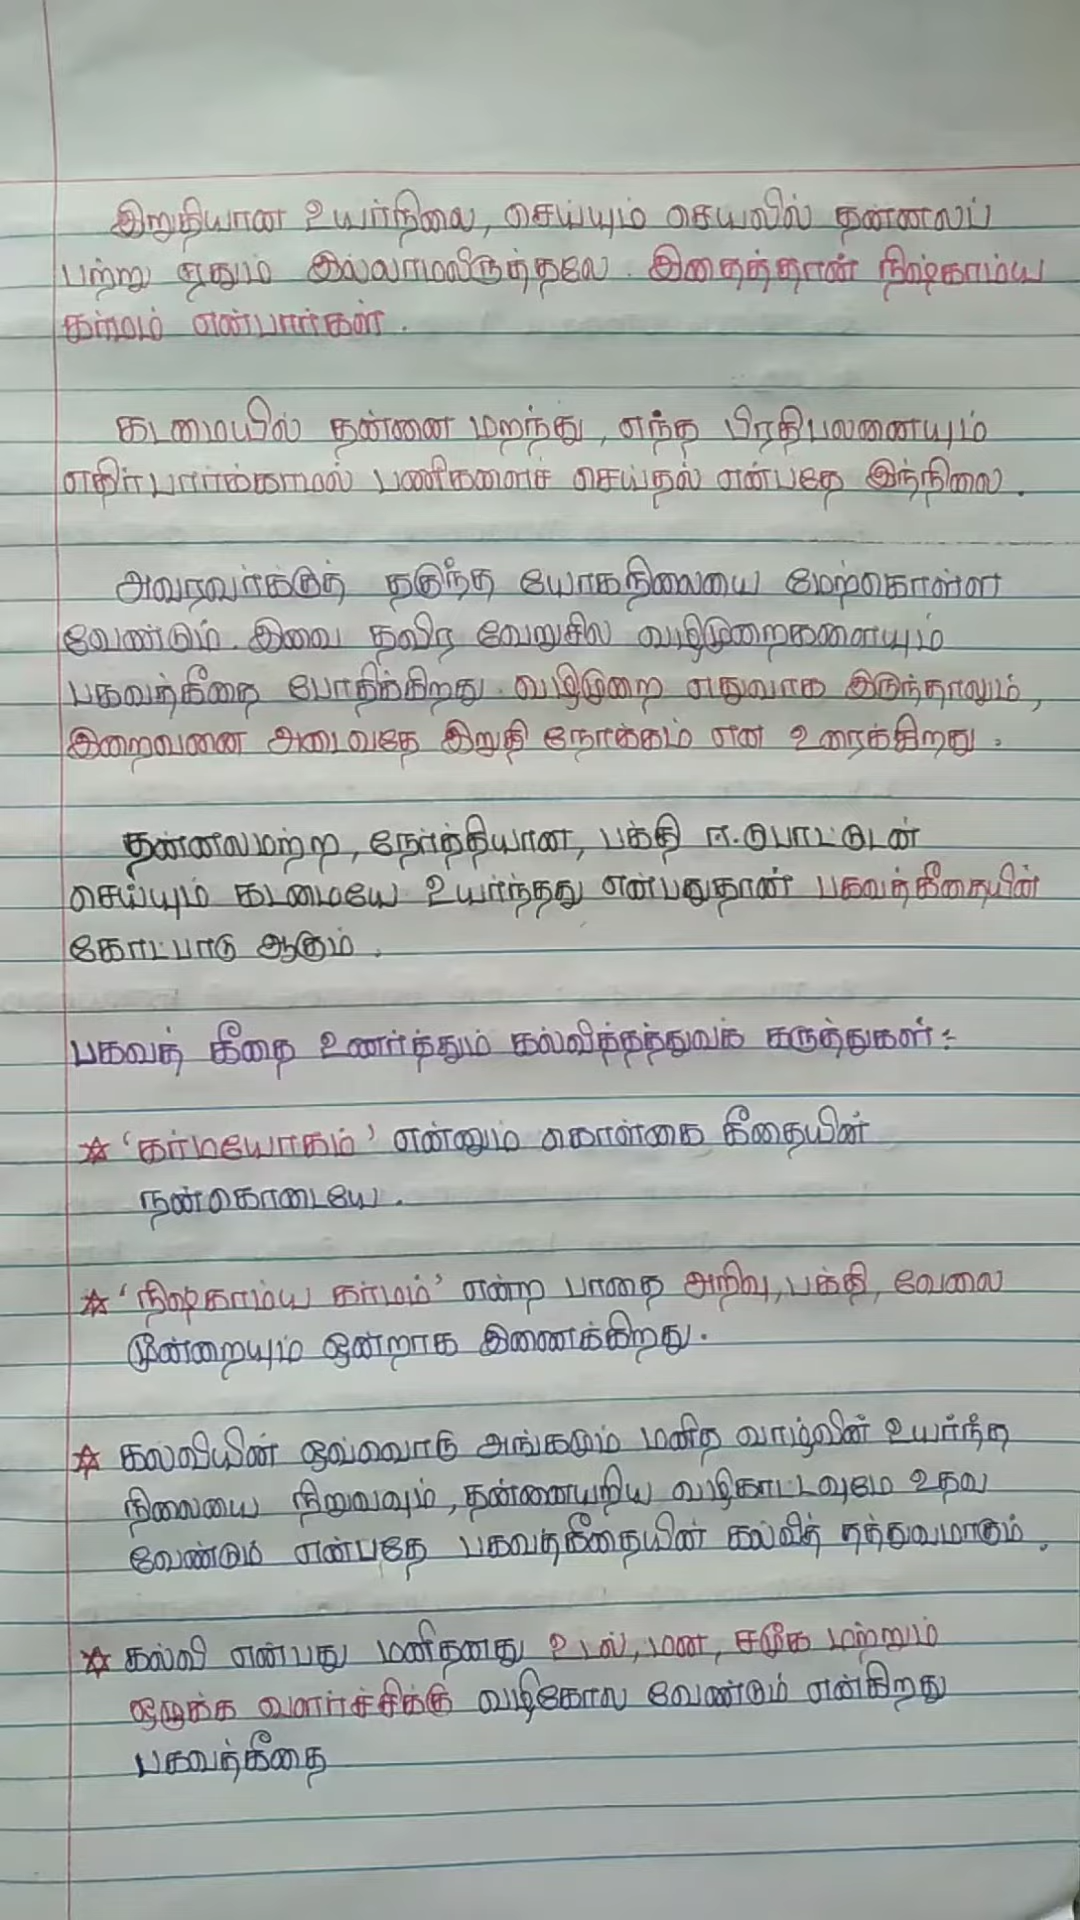 இறுதியான உயர்நிலை, செய்யும் செயலில் தன்னலப்
பற்று ஏதும் இல்லாமலிருத்தலே. இதைத்தான் நிஷ்காம்ய
கர்மம் என்பார்கள்.
கடமையில் தன்னை மறந்து, எந்த பிரதிபலனையும்
எதிர்பார்க்காமல் பணிகளைச் செய்தல் என்பதே இந்நிலை.
அவரவர்க்குத் தகுந்த யோகநிலையை மேற்கொள்ள
வேண்டும். இவை தவிர வேறுசில வழிமுறைகளையும்
பகவத்கீதை போதிக்கிறது. வழிமுறை எதுவாக இருந்தாலும்,
இறைவனை அடைவதே இறுதி நோக்கம் என உரைக்கிறது.
தன்னலமற்ற, நேர்த்தியான, பக்தி ஈடுபாட்டுடன்
செய்யும் கடமையே உயர்ந்தது என்பதுதான் பகவத்கீதையின்
கோட்பாடு ஆகும்.
பகவத் கீதை உணர்த்தும் கல்வித்தத்துவக் கருத்துகள்:-
☆ 'கர்மயோகம்' என்னும் கொள்கை கீதையின்
நன்கொடையே.
☆ 'நிஷ்காம்ய கர்மம்' என்ற பாதை அறிவு, பக்தி, வேலை
மூன்றையும் ஒன்றாக இணைக்கிறது.
☆ கல்வியின் ஒவ்வொரு அங்கமும் மனித வாழ்வின் உயர்ந்த
நிலையை நிறுவவும், தன்னையறிய வழிகாட்டவுமே உதவ
வேண்டும் என்பதே பகவத்கீதையின் கல்வித் தத்துவமாகும்.
☆ கல்வி என்பது மனிதனது உடல், மன, சமூக மற்றும்
ஒழுக்க வளர்ச்சிக்கு வழிகோல வேண்டும் என்கிறது
பகவத்கீதை